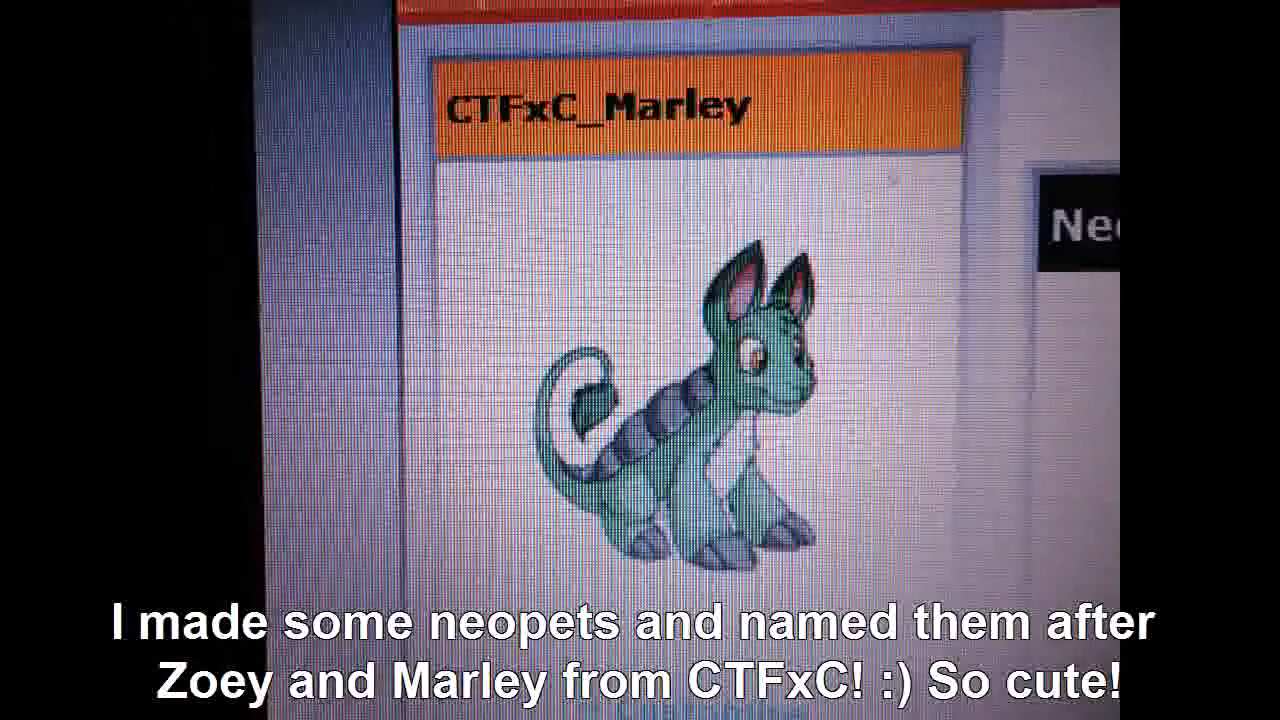 CTFxC_Marley
Ne
I made some neopets and named them after
Zoey and Marley from CTFxC! :) So cute!